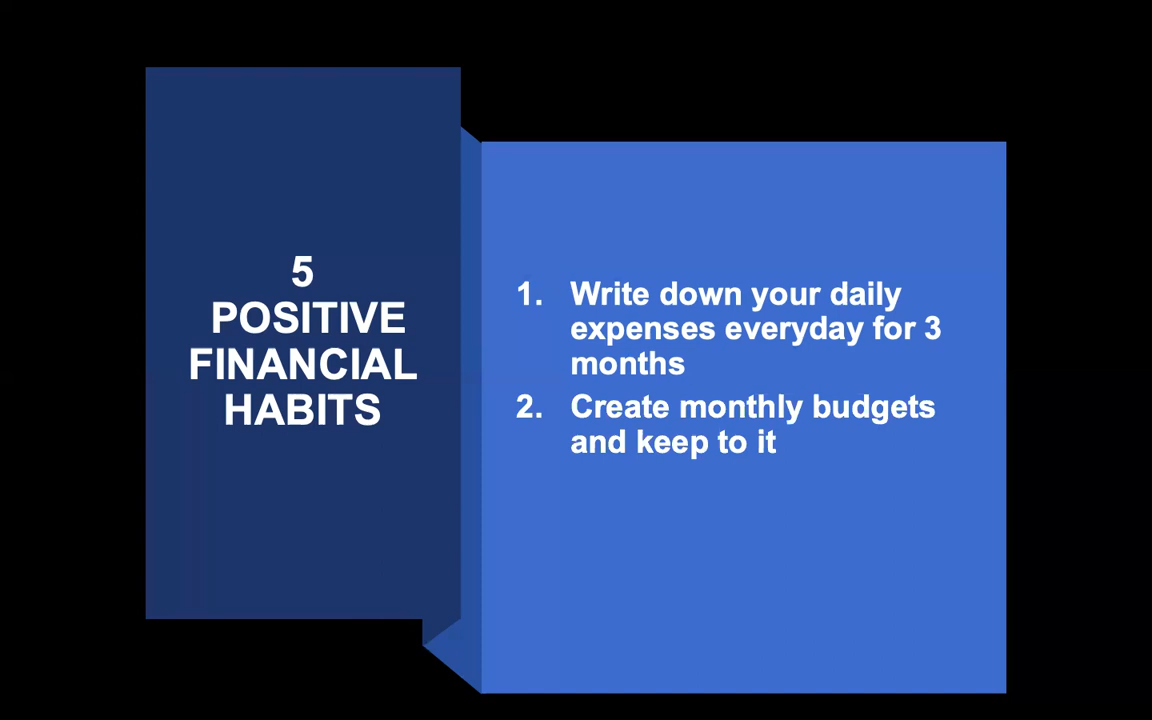 5
POSITIVE
FINANCIAL
HABITS
1. Write down your daily
expenses everyday for 3
months
2. Create monthly budgets
and keep to it